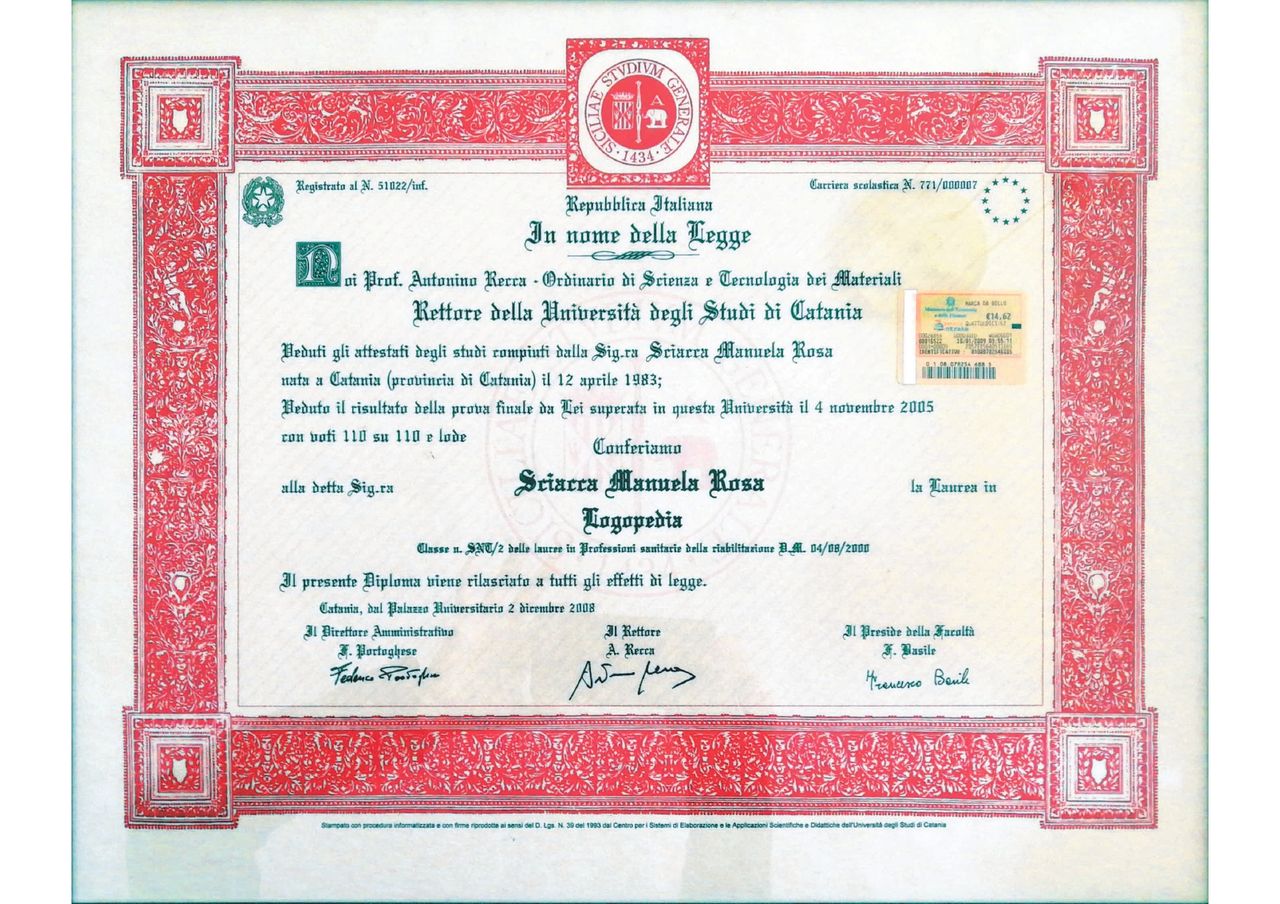 SICILIAE STVDIVM GENERALE
· 1434 ·
Registrato al N. 51022/inf.
Carriera scolastica N. 771/000007
Repubblica Italiana
In nome della Legge
Noi Prof. Antonino Recca - Ordinario di Scienza e Tecnologia dei Materiali
Rettore della Università degli Studi di Catania
MARCA DA BOLLO
€14,62
Veduti gli attestati degli studi compiuti dalla Sig.ra Sciacca Manuela Rosa
nata a Catania (provincia di Catania) il 12 aprile 1983;
Veduto il risultato della prova finale da Lei superata in questa Università il 4 novembre 2005
con voti 110 su 110 e lode
Conferiamo
alla detta Sig.ra Sciacca Manuela Rosa la Laurea in
Logopedia
Classe n. SNT/2 delle lauree in Professioni sanitarie della riabilitazione D.M. 04/08/2000
Il presente Diploma viene rilasciato a tutti gli effetti di legge.
Catania, dal Palazzo Universitario 2 dicembre 2008
Il Direttore Amministrativo Il Rettore Il Preside della Facoltà
F. Portoghese A. Recca F. Basile
Francesco Basile
Stampato con procedura informatizzata e con firme riprodotte ai sensi del D. Lgs. N. 39 del 1993 dal Centro per i Sistemi di Elaborazione e le Applicazioni Scientifiche e Didattiche dell'Università degli Studi di Catania